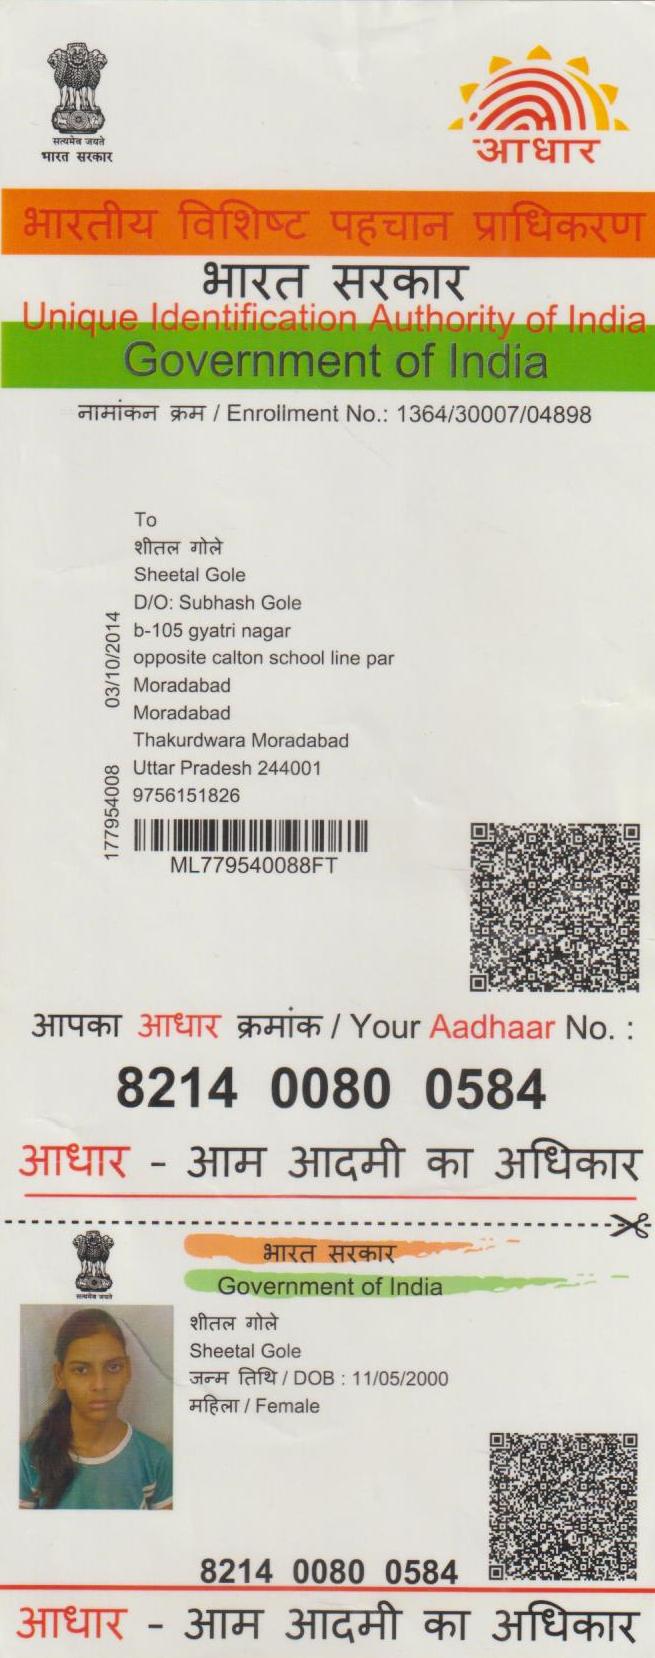 सत्यमेव जयते
भारत सरकार
आधार
भारतीय विशिष्ट पहचान प्राधिकरण
भारत सरकार
Unique Identification Authority of India
Government of India
नामांकन क्रम / Enrollment No.: 1364/30007/04898
To
शीतल गोले
Sheetal Gole
D/O: Subhash Gole
b-105 gyatri nagar
opposite calton school line par
Moradabad
Moradabad
Thakurdwara Moradabad
Uttar Pradesh 244001
9756151826
03/10/2014
177954008
ML779540088FT
आपका आधार क्रमांक / Your Aadhaar No. :
8214 0080 0584
आधार - आम आदमी का अधिकार
सत्यमेव जयते
भारत सरकार
Government of India
शीतल गोले
Sheetal Gole
जन्म तिथि / DOB : 11/05/2000
महिला / Female
8214 0080 0584
आधार - आम आदमी का अधिकार